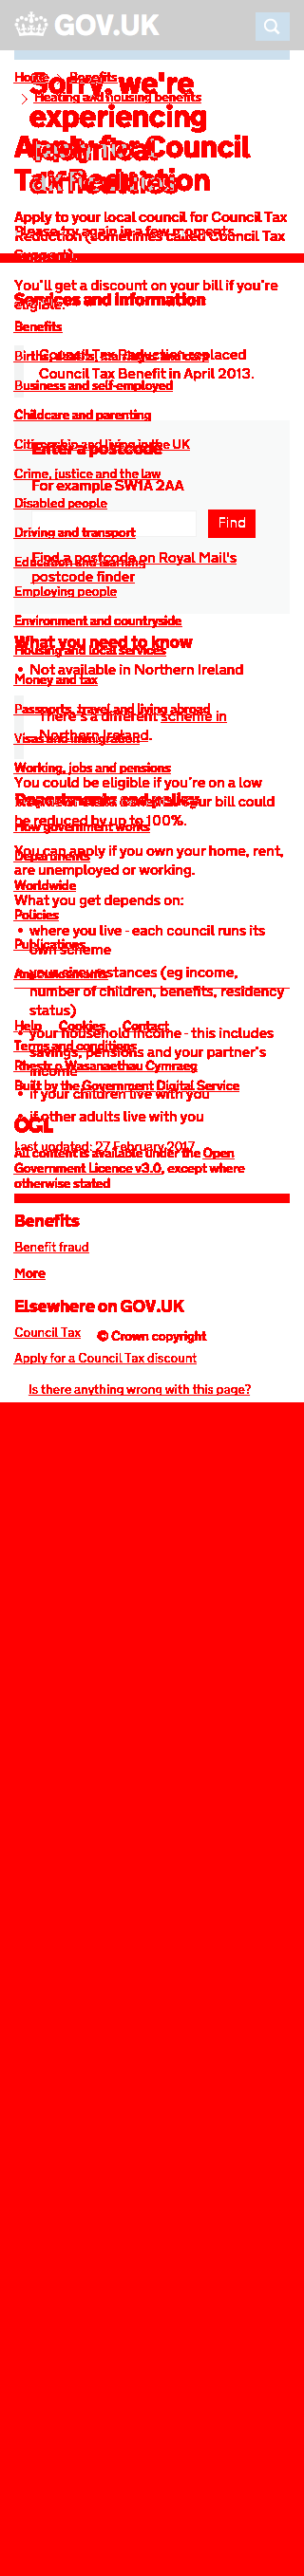 GOV.UK
Home Benefits
Heating and housing benefits
Sorry, we're
experiencing
technical
difficulties
Apply for Council
Tax Reduction
Apply to your local council for Council Tax
Reduction (sometimes called Council Tax
Support).
Please try again in a few moments.
You'll get a discount on your bill if you're
eligible.
Services and information
Benefits
Births, deaths, marriages and care
Council Tax Reduction replaced
Council Tax Benefit in April 2013.
Business and self-employed
Childcare and parenting
Citizenship and living in the UK
Enter a postcode
Crime, justice and the law
For example SW1A 2AA
Disabled people
Find
Driving and transport
Find a postcode on Royal Mail's
postcode finder
Education and learning
Employing people
Environment and countryside
What you need to know
Housing and local services
Not available in Northern Ireland
Money and tax
Passports, travel and living abroad
There's a different scheme in
Northern Ireland.
Visas and immigration
Working, jobs and pensions
You could be eligible if you're on a low
your bill could
be reduced by up to 100%.
Departments and policy
How government works
You can apply if you own your home, rent,
are unemployed or working.
Departments
Worldwide
What you get depends on:
Policies
where you live - each council runs its
own scheme
Publications
Announcements
your circumstances (eg income,
number of children, benefits, residency
status)
Help Cookies Contact
your household income - this includes
savings, pensions and your partner's
income
Terms and conditions
Rhestr o Wasanaethau Cymraeg
Built by the Government Digital Service
if your children live with you
if other adults live with you
OGL
Last updated: 27 February 2017
All content is available under the Open
Government Licence v3.0, except where
otherwise stated
Benefits
Benefit fraud
More
Elsewhere on GOV.UK
Council Tax
© Crown copyright
Apply for a Council Tax discount
Is there anything wrong with this page?